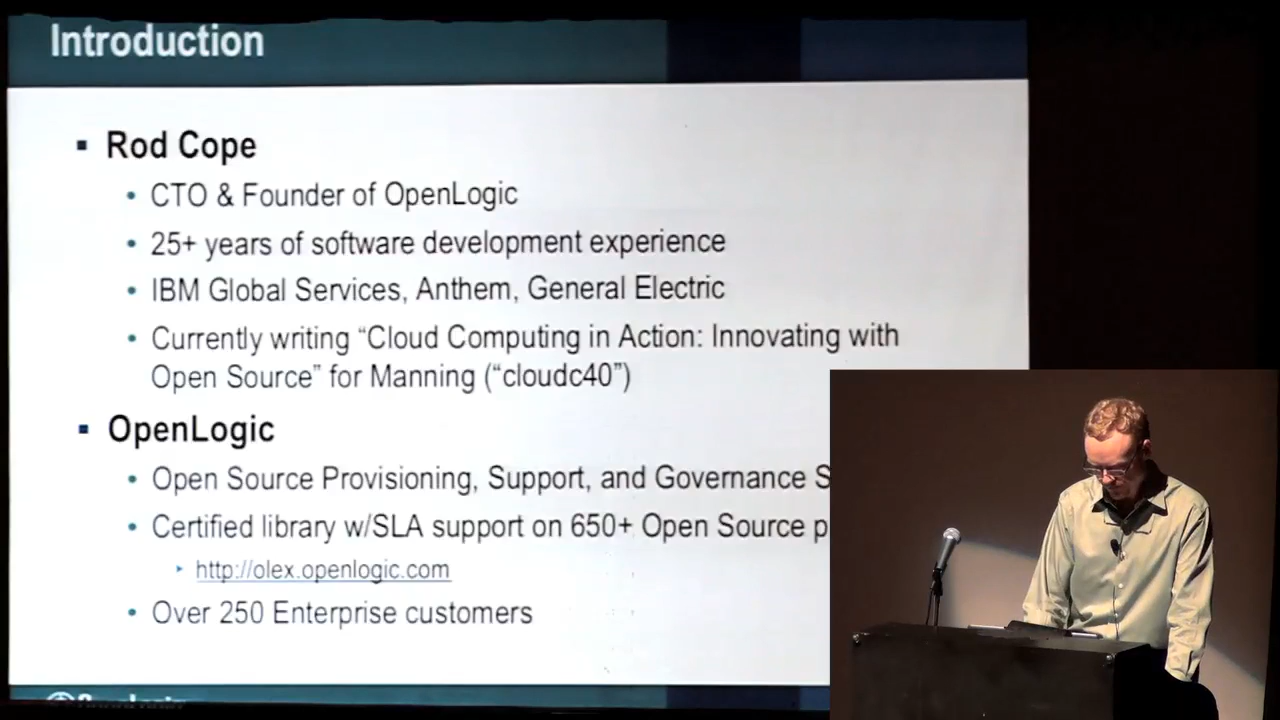 Introduction
Rod Cope
CTO & Founder of OpenLogic
25+ years of software development experience
IBM Global Services, Anthem, General Electric
Currently writing “Cloud Computing in Action: Innovating with
Open Source” for Manning (“cloudc40”)
OpenLogic
Open Source Provisioning, Support, and Governance S
Certified library w/SLA support on 650+ Open Source p
http://olex.openlogic.com
Over 250 Enterprise customers